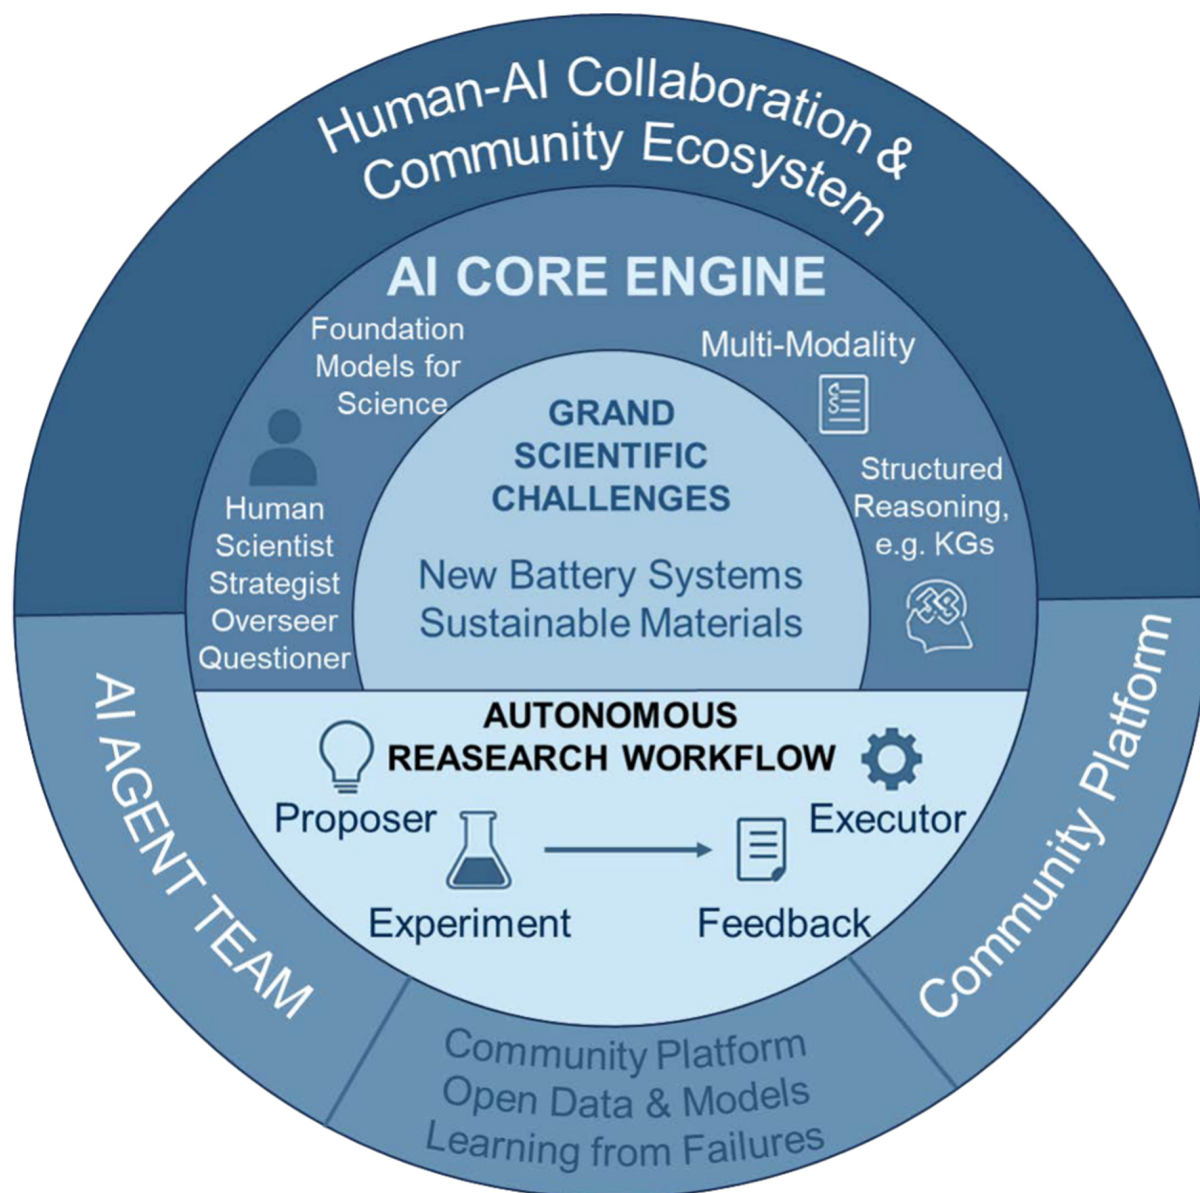 Human-AI Collaboration &
Community Ecosystem
AI CORE ENGINE
Foundation
Models for
Science
Multi-Modality
Human
Scientist
Strategist
Overseer
Questioner
Structured
Reasoning,
e.g. KGs
GRAND
SCIENTIFIC
CHALLENGES
New Battery Systems
Sustainable Materials
AUTONOMOUS
REASEARCH WORKFLOW
Proposer
Executor
Experiment
Feedback
AI AGENT TEAM
Community Platform
Community Platform
Open Data & Models
Learning from Failures